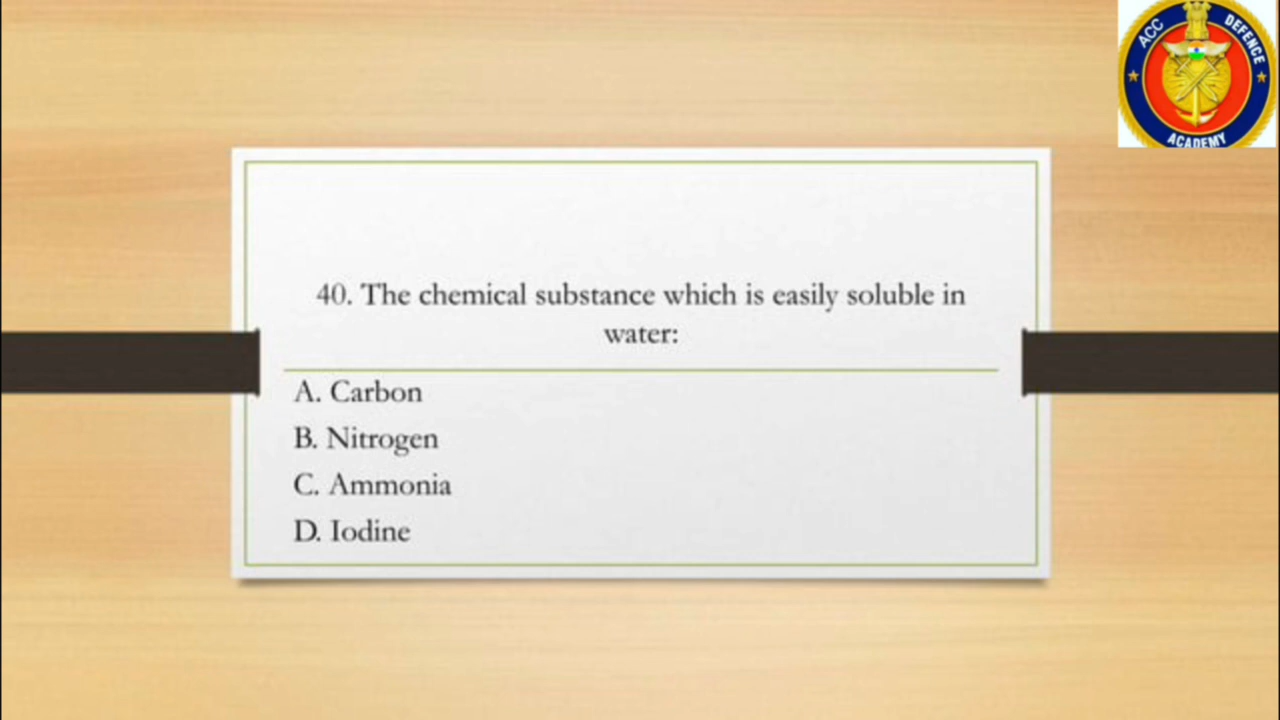 ACC DEFENCE
ACADEMY
40. The chemical substance which is easily soluble in
water:
A. Carbon
B. Nitrogen
C. Ammonia
D. Iodine